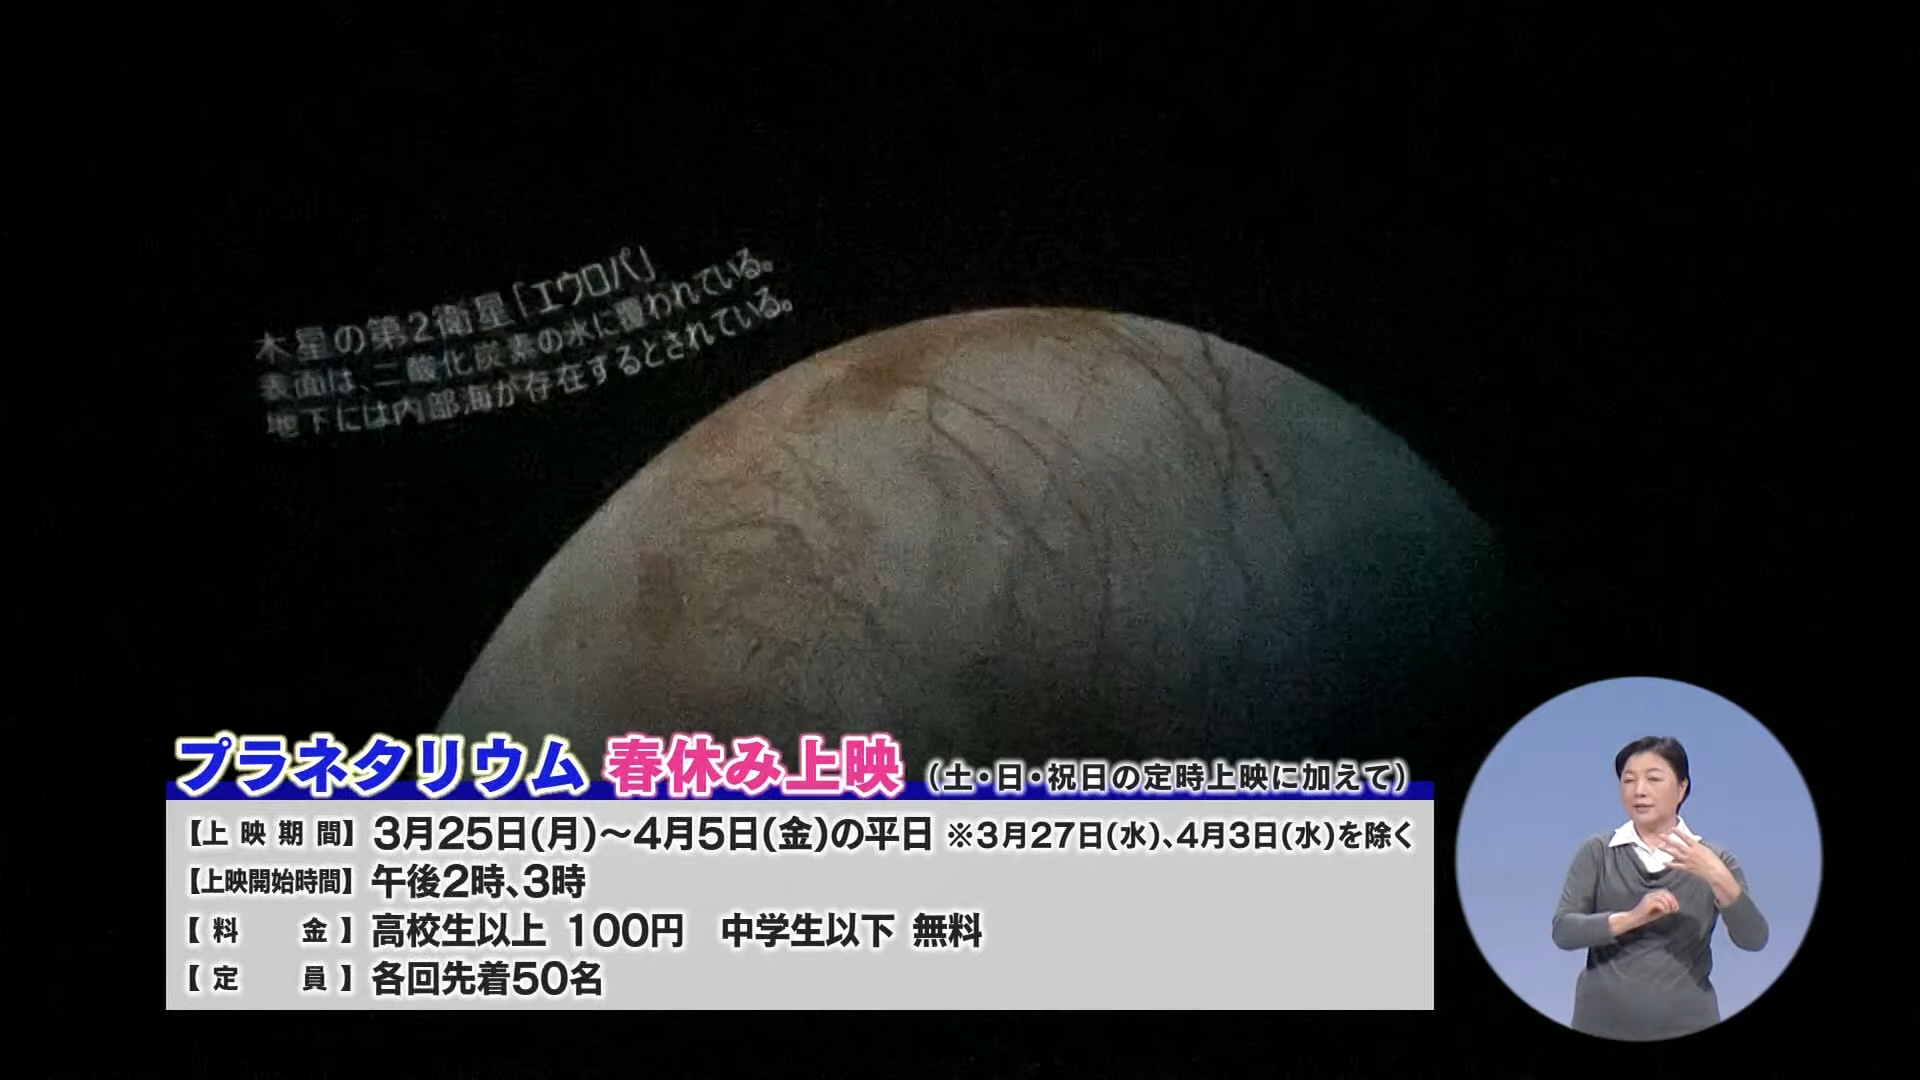 木星の第2衛星「エウロパ」
表面は、二酸化炭素の氷に覆われている。
地下には内部海が存在するとされている。
プラネタリウム 春休み上映 (土・日・祝日の定時上映に加えて)
【上映期間】3月25日(月)～4月5日(金)の平日 ※3月27日(水)、4月3日(水)を除く
【上映開始時間】午後2時、3時
【料金】高校生以上 100円 中学生以下 無料
【定員】各回先着50名